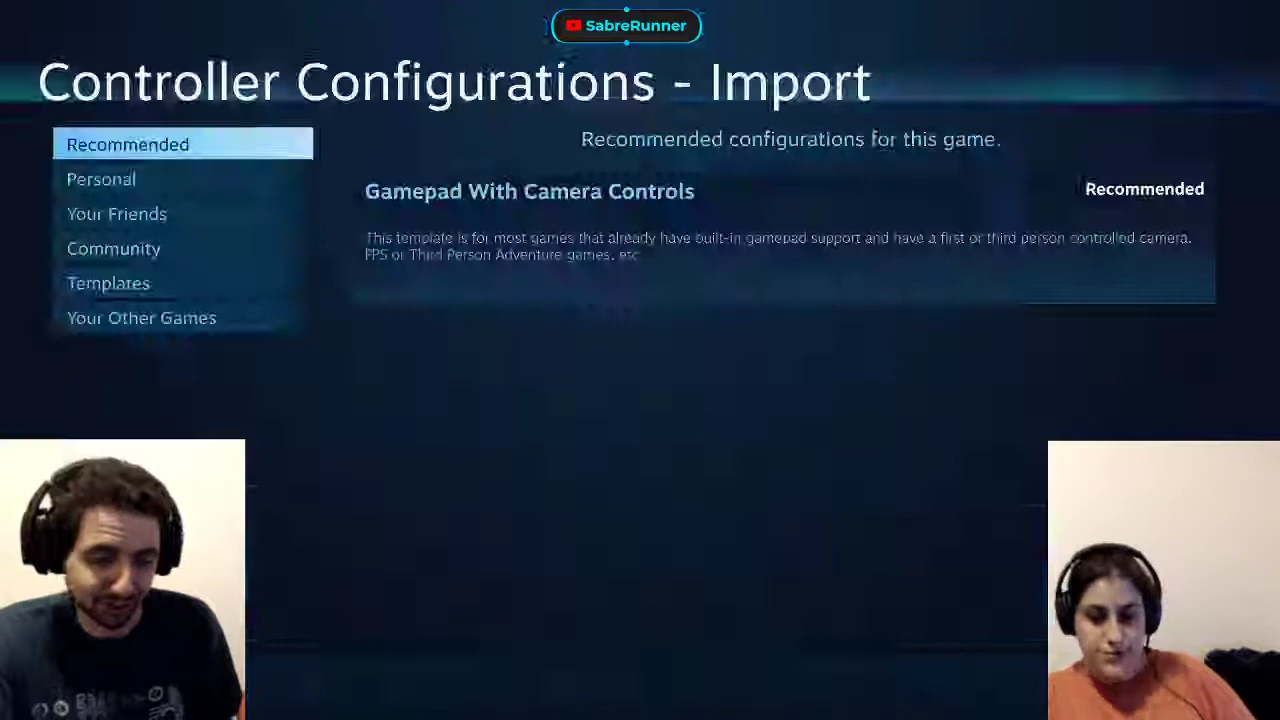 SabreRunner
Controller Configurations - Import
Recommended
Personal
Your Friends
Community
Templates
Your Other Games
Recommended configurations for this game.
Gamepad With Camera Controls
Recommended
This template is for most games that already have built-in gamepad support and have a first or third person controlled camera.
FPS or Third Person Adventure games, etc